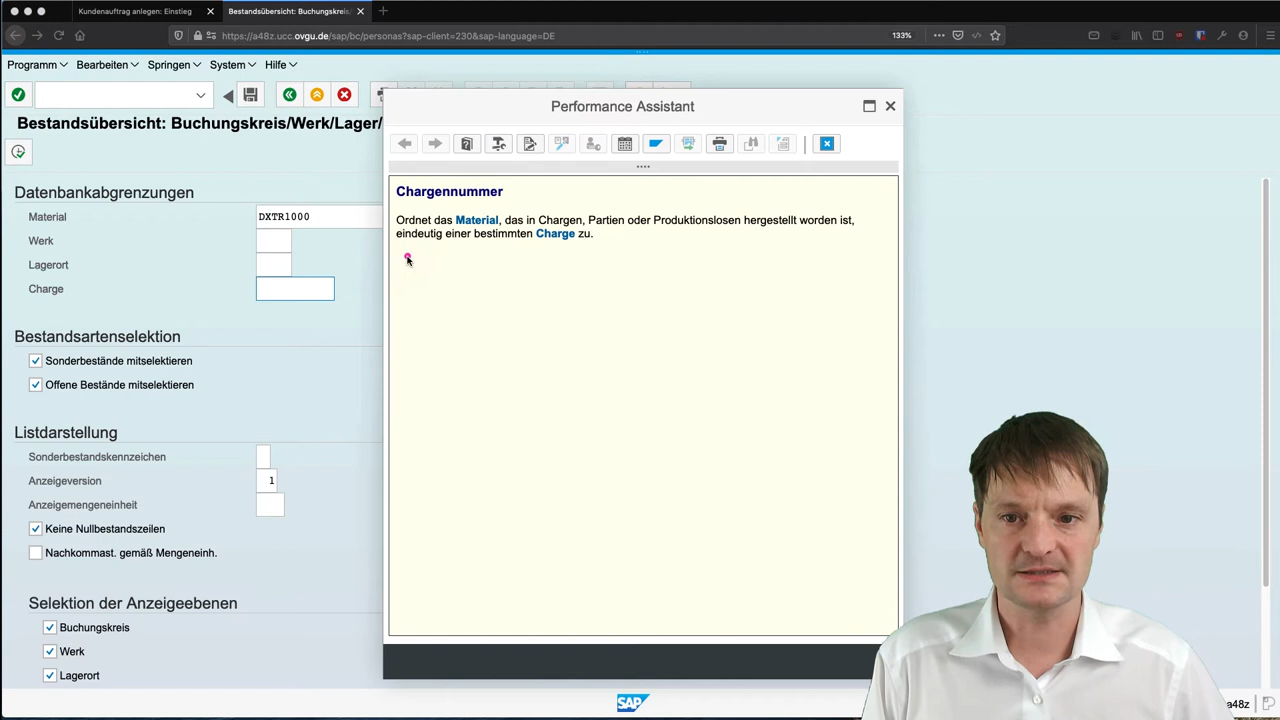 Kundenauftrag anlegen: Einstieg
Bestandsübersicht: Buchungskreis/
https://a48z.ucc.ovgu.de/sap/bc/personas?sap-client=230&sap-language=DE
133%
Programm Bearbeiten Springen System Hilfe
Performance Assistant
Bestandsübersicht: Buchungskreis/Werk/Lager/
Datenbankabgrenzungen
Material DXTR1000
Werk
Lagerort
Charge
Chargennummer
Ordnet das Material, das in Chargen, Partien oder Produktionslosen hergestellt worden ist,
eindeutig einer bestimmten Charge zu.
Bestandsartenselektion
Sonderbestände mitselektieren
Offene Bestände mitselektieren
Listdarstellung
Sonderbestandskennzeichen
Anzeigeversion 1
Anzeigemengeneinheit
Keine Nullbestandszeilen
Nachkommast. gemäß Mengeneinh.
Selektion der Anzeigeebenen
Buchungskreis
Werk
Lagerort
SAP
a48z